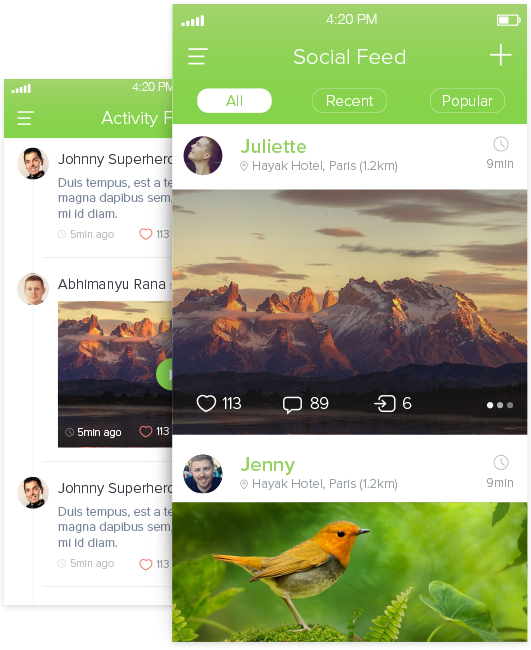 4:20 PM
Social Feed
All
Recent
Popular
Juliette
Hayak Hotel, Paris (1.2km)
9min
113
89
6
Jenny
Hayak Hotel, Paris (1.2km)
9min
4:20 PM
Activity F
Johnny Superhero
Duis tempus, est a te
magna dapibus sem,
mi id diam.
5min ago
113
Abhimanyu Rana
5min ago
113
Johnny Superhero
Duis tempus, est a te
magna dapibus sem,
mi id diam.
5min ago
113